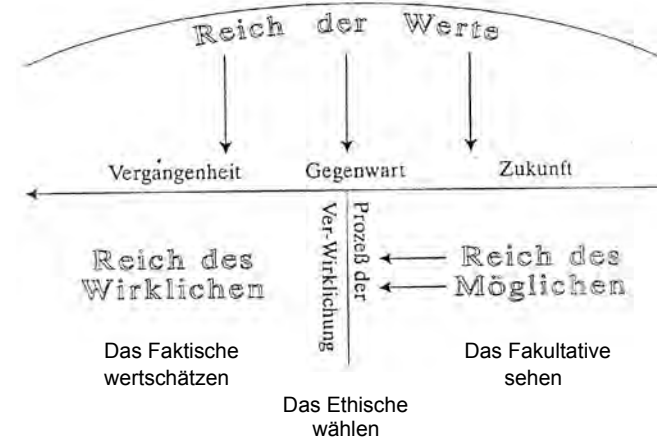 Reich der Werte
Vergangenheit Gegenwart Zukunft
Prozeß der
Ver-Wirklichung
Reich des
Wirklichen
Reich des
Möglichen
Das Faktische
wertschätzen
Das Fakultative
sehen
Das Ethische
wählen